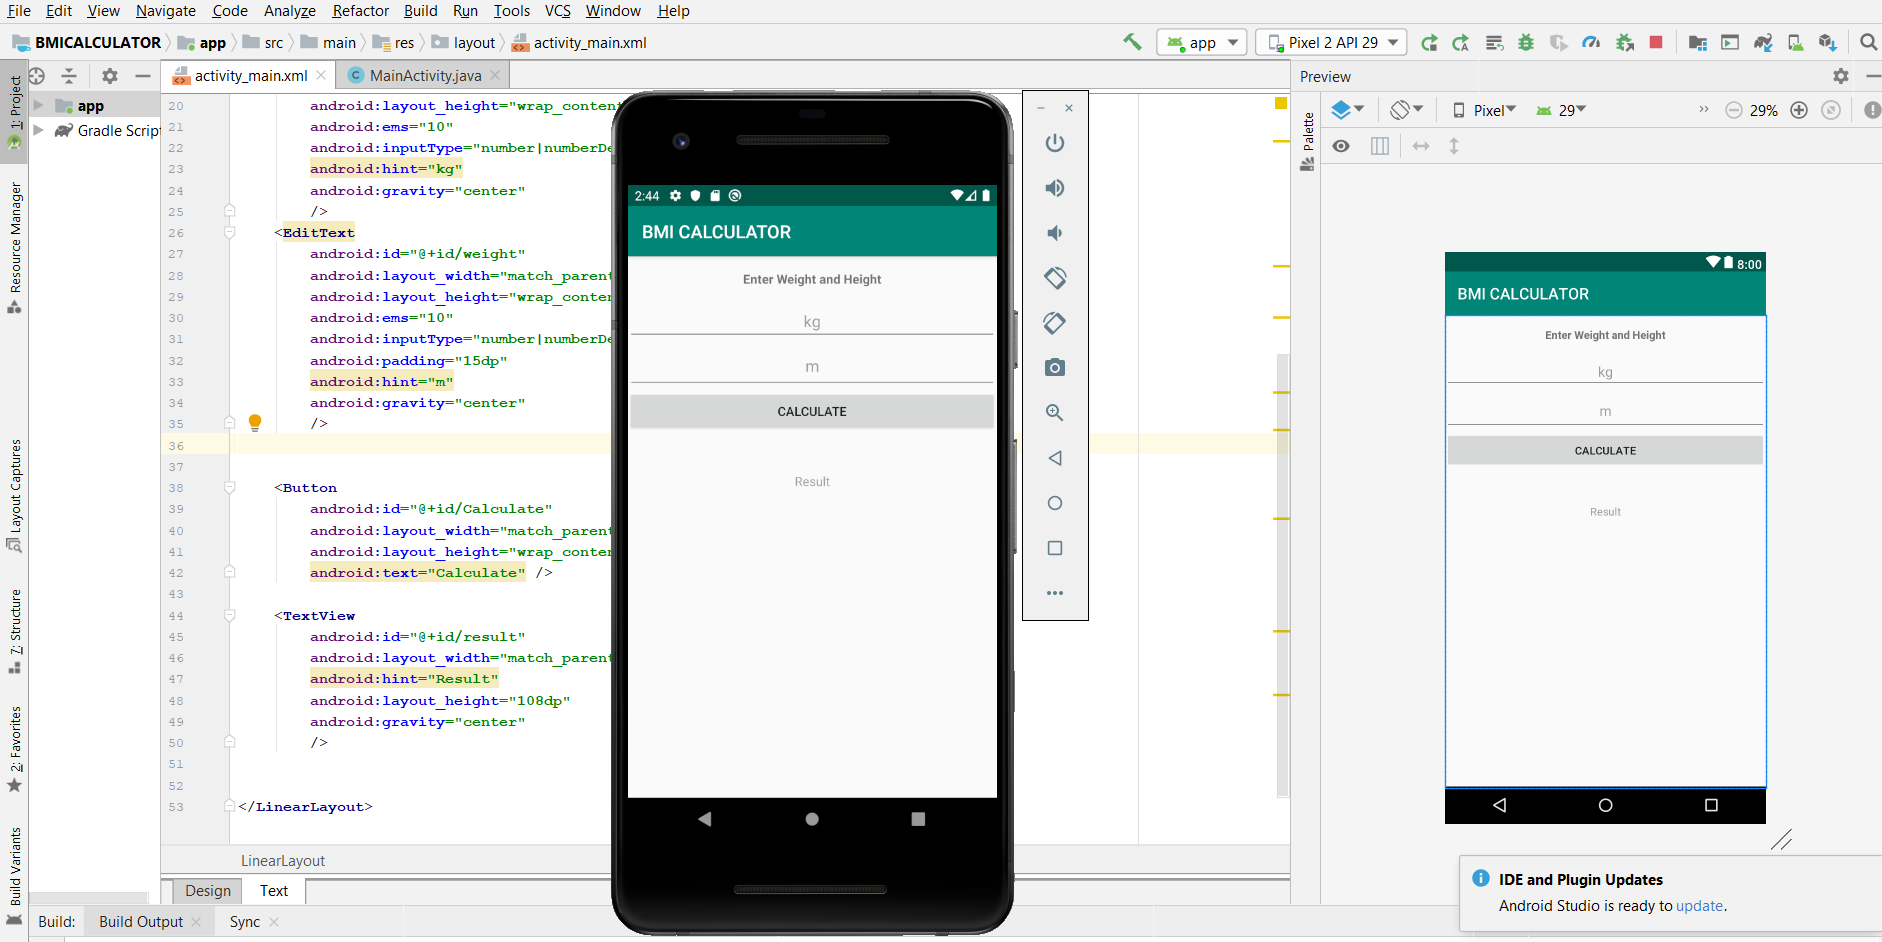 File Edit View Navigate Code Analyze Refactor Build Run Tools VCS Window Help
BMICALCULATOR app src main res layout activity_main.xml
app Pixel 2 API 29
activity_main.xml MainActivity.java
1: Project
Resource Manager
Layout Captures
7: Structure
2: Favorites
Build Variants
app
Gradle Script
20 android:layout_height="wrap_conten
21 android:ems="10"
22 android:inputType="number|numberDe
23 android:hint="kg"
24 android:gravity="center"
25 />
26 <EditText
27 android:id="@+id/weight"
28 android:layout_width="match_parent
29 android:layout_height="wrap_conten
30 android:ems="10"
31 android:inputType="number|numberDe
32 android:padding="15dp"
33 android:hint="m"
34 android:gravity="center"
35 />
36
37
38 <Button
39 android:id="@+id/Calculate"
40 android:layout_width="match_parent
41 android:layout_height="wrap_conten
42 android:text="Calculate" />
43
44 <TextView
45 android:id="@+id/result"
46 android:layout_width="match_parent
47 android:hint="Result"
48 android:layout_height="108dp"
49 android:gravity="center"
50 />
51
52
53 </LinearLayout>
LinearLayout
Design Text
Build: Build Output Sync
2:44
BMI CALCULATOR
Enter Weight and Height
kg
m
CALCULATE
Result
Preview
Palette
Pixel 29 29%
8:00
BMI CALCULATOR
Enter Weight and Height
kg
m
CALCULATE
Result
IDE and Plugin Updates
Android Studio is ready to update.